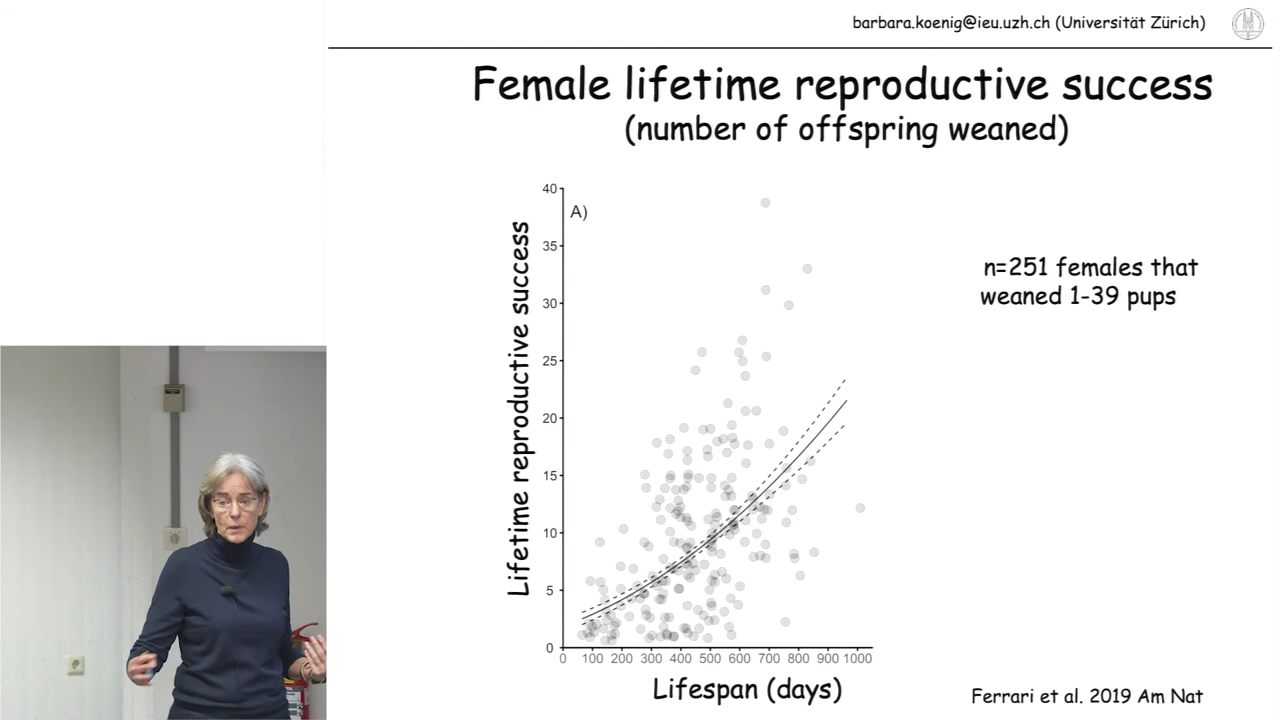 barbara.koenig@ieu.uzh.ch (Universität Zürich)
Female lifetime reproductive success
(number of offspring weaned)
A)
Lifetime reproductive success
40
35
30
25
20
15
10
5
0
0 100 200 300 400 500 600 700 800 900 1000
Lifespan (days)
n=251 females that
weaned 1-39 pups
Ferrari et al. 2019 Am Nat